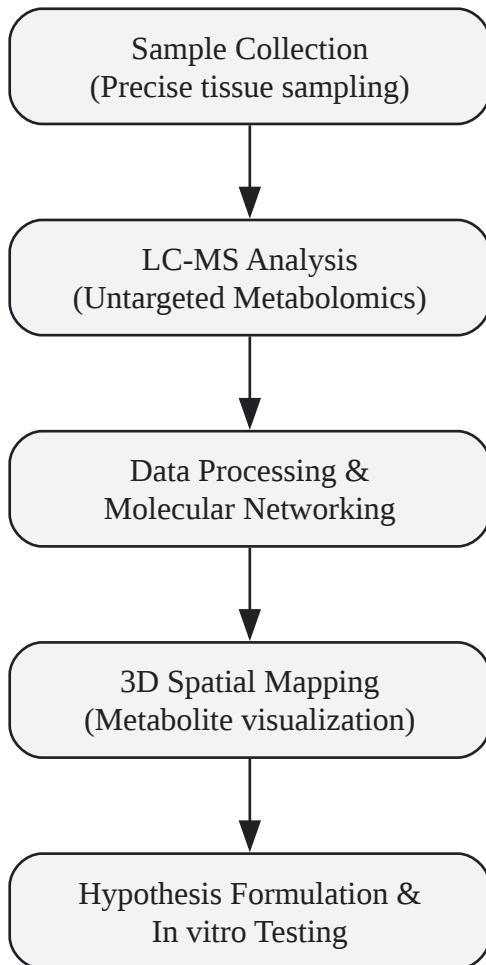 Sample Collection
(Precise tissue sampling)
LC-MS Analysis
(Untargeted Metabolomics)
Data Processing &
Molecular Networking
3D Spatial Mapping
(Metabolite visualization)
Hypothesis Formulation &
In vitro Testing